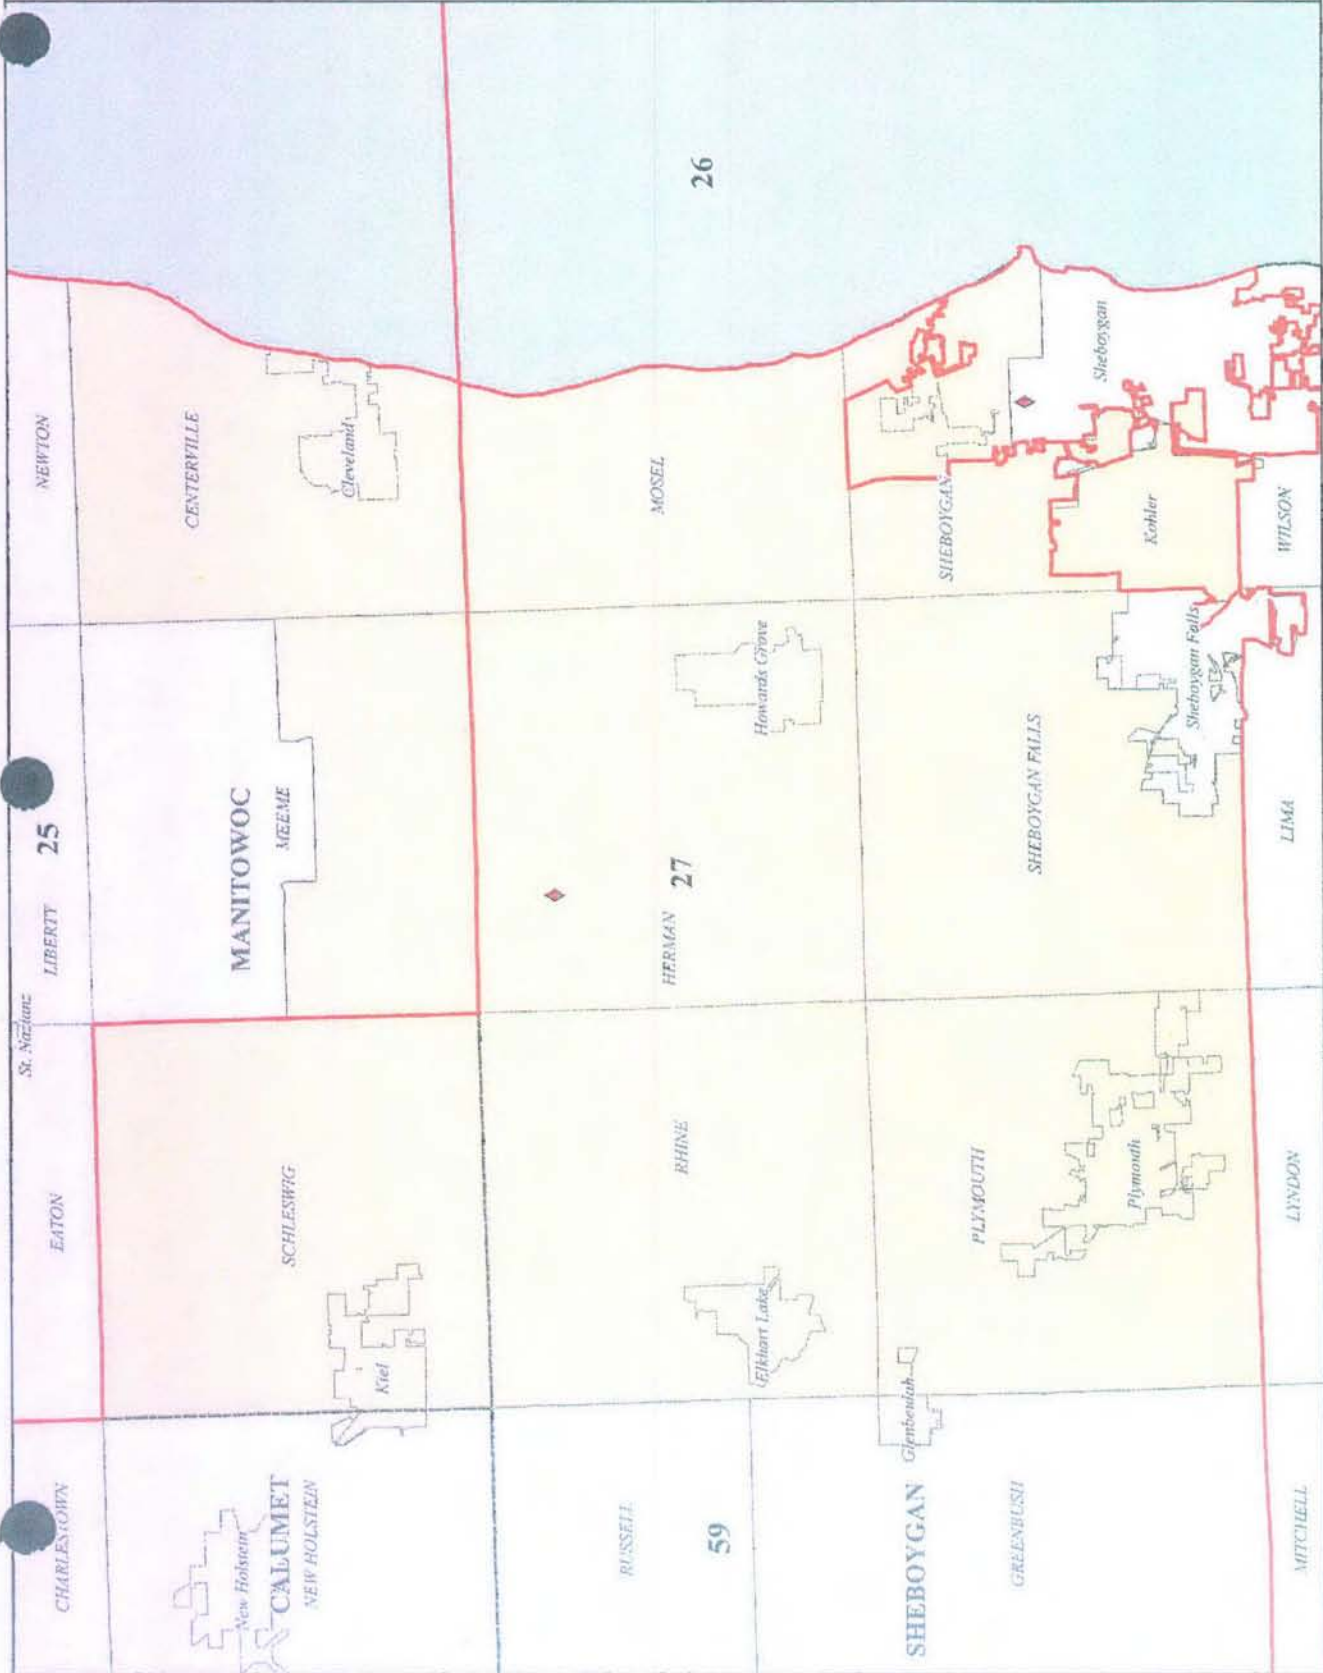 CHARLESTOWN
EATON
St. Nazianz
LIBERTY
25
NEWTON
New Holstein
CALUMET
NEW HOLSTEIN
Kiel
SCHLESWIG
MANITOWOC
MEEME
CENTERVILLE
Cleveland
RUSSELL
59
Elkhart Lake
RHINE
HERMAN
27
Howards Grove
MOSEL
26
SHEBOYGAN
Glenbeulah
GREENBUSH
PLYMOUTH
Plymouth
SHEBOYGAN FALLS
Sheboygan Falls
SHEBOYGAN
Kohler
Sheboygan
MITCHELL
LYNDON
LIMA
WILSON